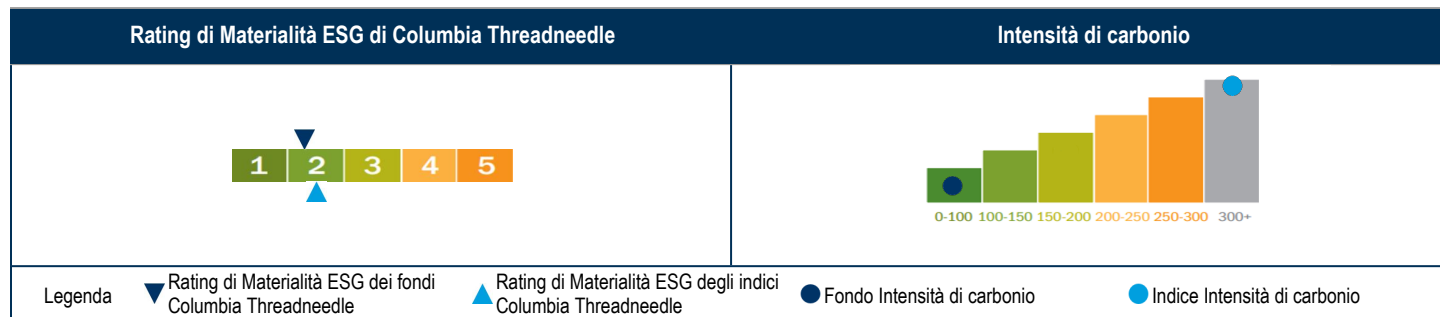 Rating di Materialità ESG di Columbia Threadneedle
Intensità di carbonio
1 2 3 4 5
0-100 100-150 150-200 200-250 250-300 300+
Legenda
Rating di Materialità ESG dei fondi
Columbia Threadneedle
Rating di Materialità ESG degli indici
Columbia Threadneedle
Fondo Intensità di carbonio
Indice Intensità di carbonio